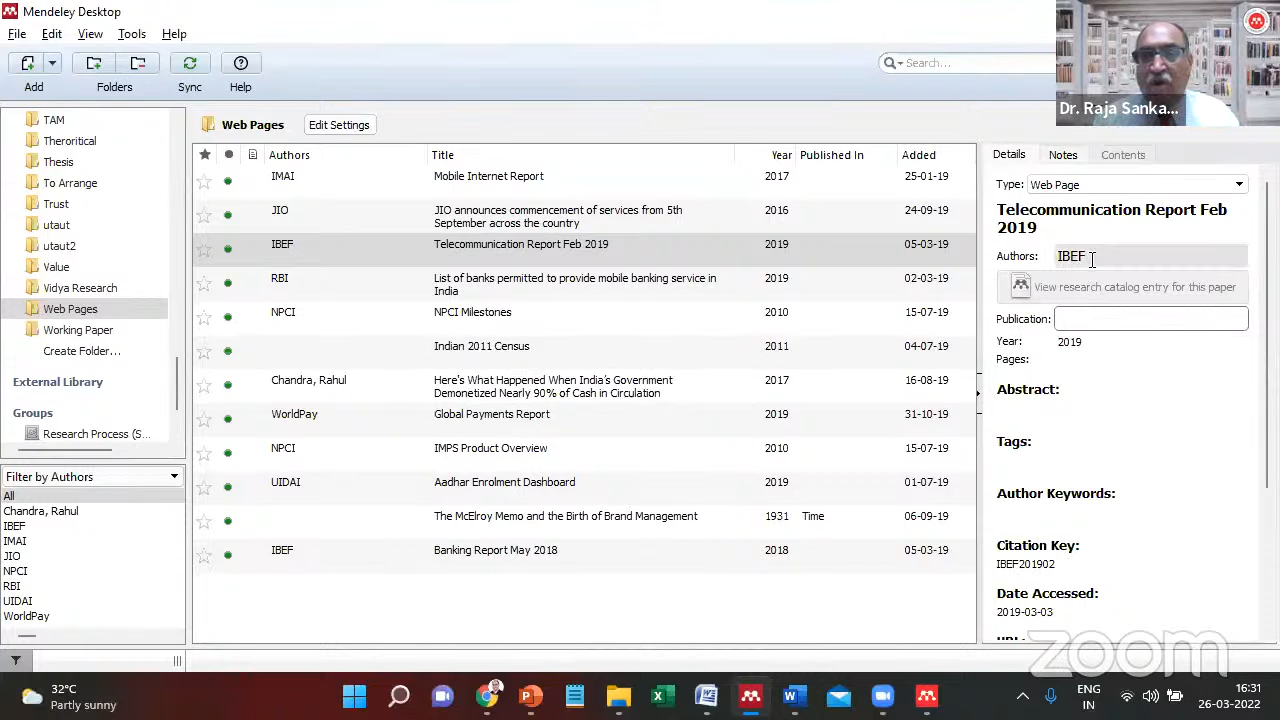 Mendeley Desktop
File Edit View Tools Help
Add Folders Sync Help
Search...
Dr. Raja Sanka...
TAM
Theroritical
Thesis
To Arrange
Trust
utaut
utaut2
Value
Vidya Research
Web Pages
Working Paper
Create Folder...
External Library
Groups
Research Process (S...
Filter by Authors
All
Chandra, Rahul
IBEF
IMAI
JIO
NPCI
RBI
UIDAI
WorldPay
Web Pages Edit Settings
Authors Title Year Published In Added
IMAI Mobile Internet Report 2017 25-01-19
JIO JIO announces commencement of services from 5th 2016 24-09-19
September across the country
IBEF Telecommunication Report Feb 2019 2019 05-03-19
RBI List of banks permitted to provide mobile banking service in 2019 02-03-19
India
NPCI NPCI Milestones 2010 15-07-19
Indian 2011 Census 2011 04-07-19
Chandra, Rahul Here's What Happened When India's Government 2017 16-08-19
Demonetized Nearly 90% of Cash in Circulation
WorldPay Global Payments Report 2019 31-10-19
NPCI IMPS Product Overview 2010 15-07-19
UIDAI Aadhar Enrolment Dashboard 2019 01-07-19
The McElroy Memo and the Birth of Brand Management 1931 Time 06-09-19
IBEF Banking Report May 2018 2018 05-03-19
Details Notes Contents
Type: Web Page
Telecommunication Report Feb
2019
Authors: IBEF
View research catalog entry for this paper
Publication:
Year: 2019
Pages:
Abstract:
Tags:
Author Keywords:
Citation Key:
IBEF201902
Date Accessed:
2019-03-03
zoom
32°C
Partly sunny
ENG
IN
16:31
26-03-2022